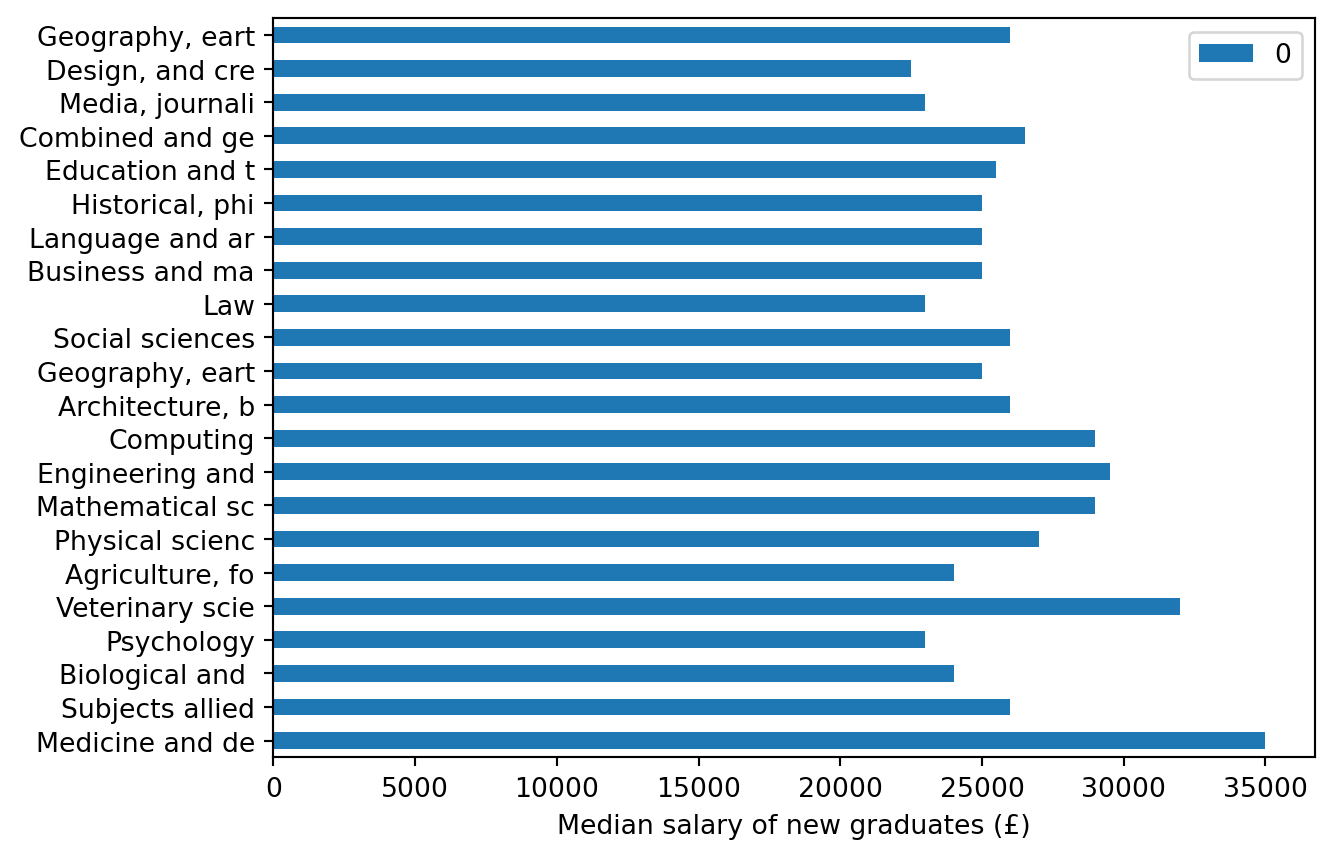 Geography, eart
0
Design, and cre
Media, journali
Combined and ge
Education and t
Historical, phi
Language and ar
Business and ma
Law
Social sciences
Geography, eart
Architecture, b
Computing
Engineering and
Mathematical sc
Physical scienc
Agriculture, fo
Veterinary scie
Psychology
Biological and
Subjects allied
Medicine and de
0 5000 10000 15000 20000 25000 30000 35000
Median salary of new graduates (£)